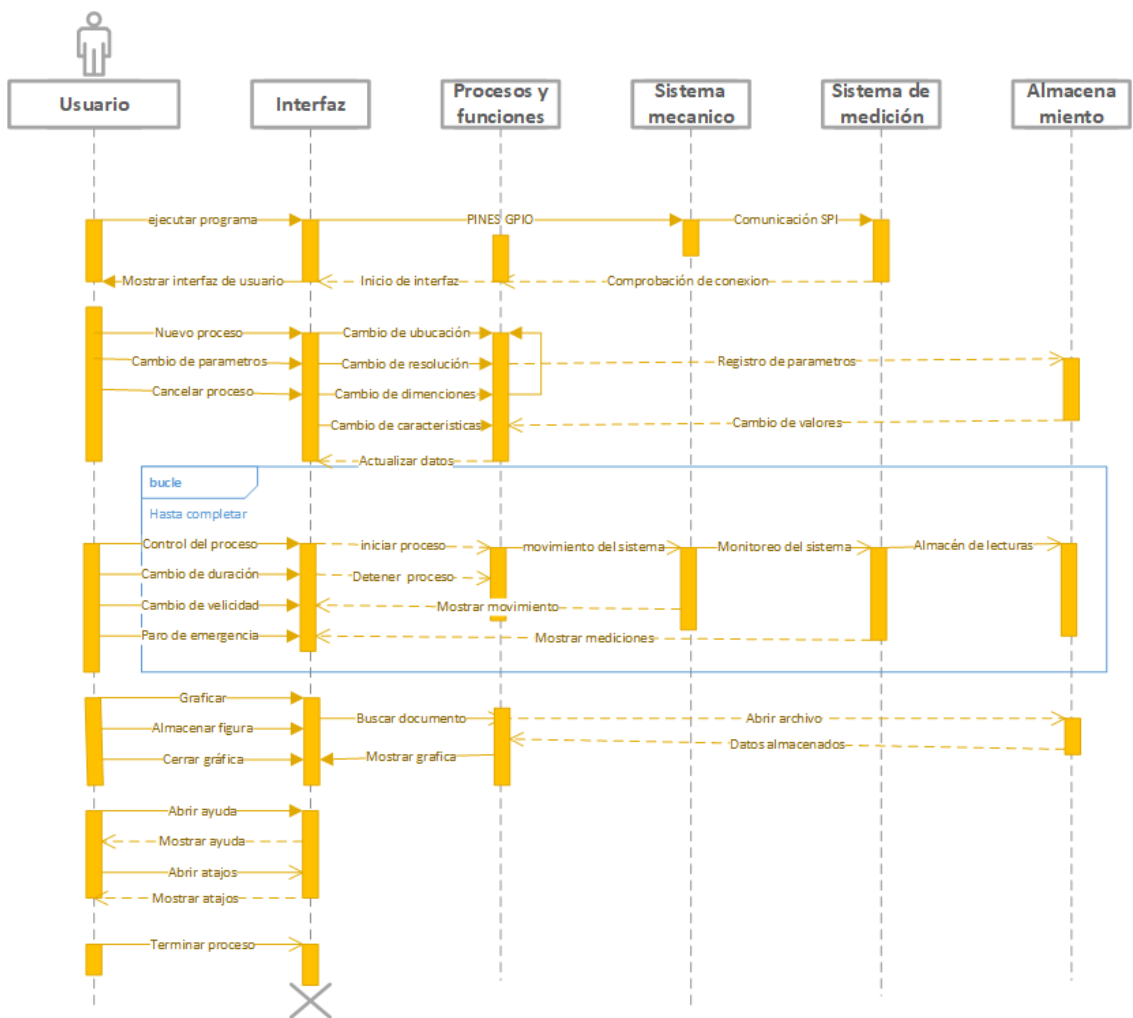 Usuario
Interfaz
Procesos y
funciones
Sistema
mecanico
Sistema de
medición
Almacena
miento
ejecutar programa
PINES GPIO
Comunicación SPI
Mostrar interfaz de usuario
Inicio de interfaz
Comprobación de conexion
Nuevo proceso
Cambio de ubucación
Cambio de parametros
Cambio de resolución
Registro de parametros
Cancelar proceso
Cambio de dimenciones
Cambio de caracteristicas
Cambio de valores
Actualizar datos
bucle
Hasta completar
Control del proceso
iniciar proceso
movimiento del sistema
Monitoreo del sistema
Almacén de lecturas
Cambio de duración
Detener proceso
Cambio de velicidad
Mostrar movimiento
Paro de emergencia
Mostrar mediciones
Graficar
Buscar documento
Abrir archivo
Almacenar figura
Datos almacenados
Cerrar gráfica
Mostrar grafica
Abrir ayuda
Mostrar ayuda
Abrir atajos
Mostrar atajos
Terminar proceso